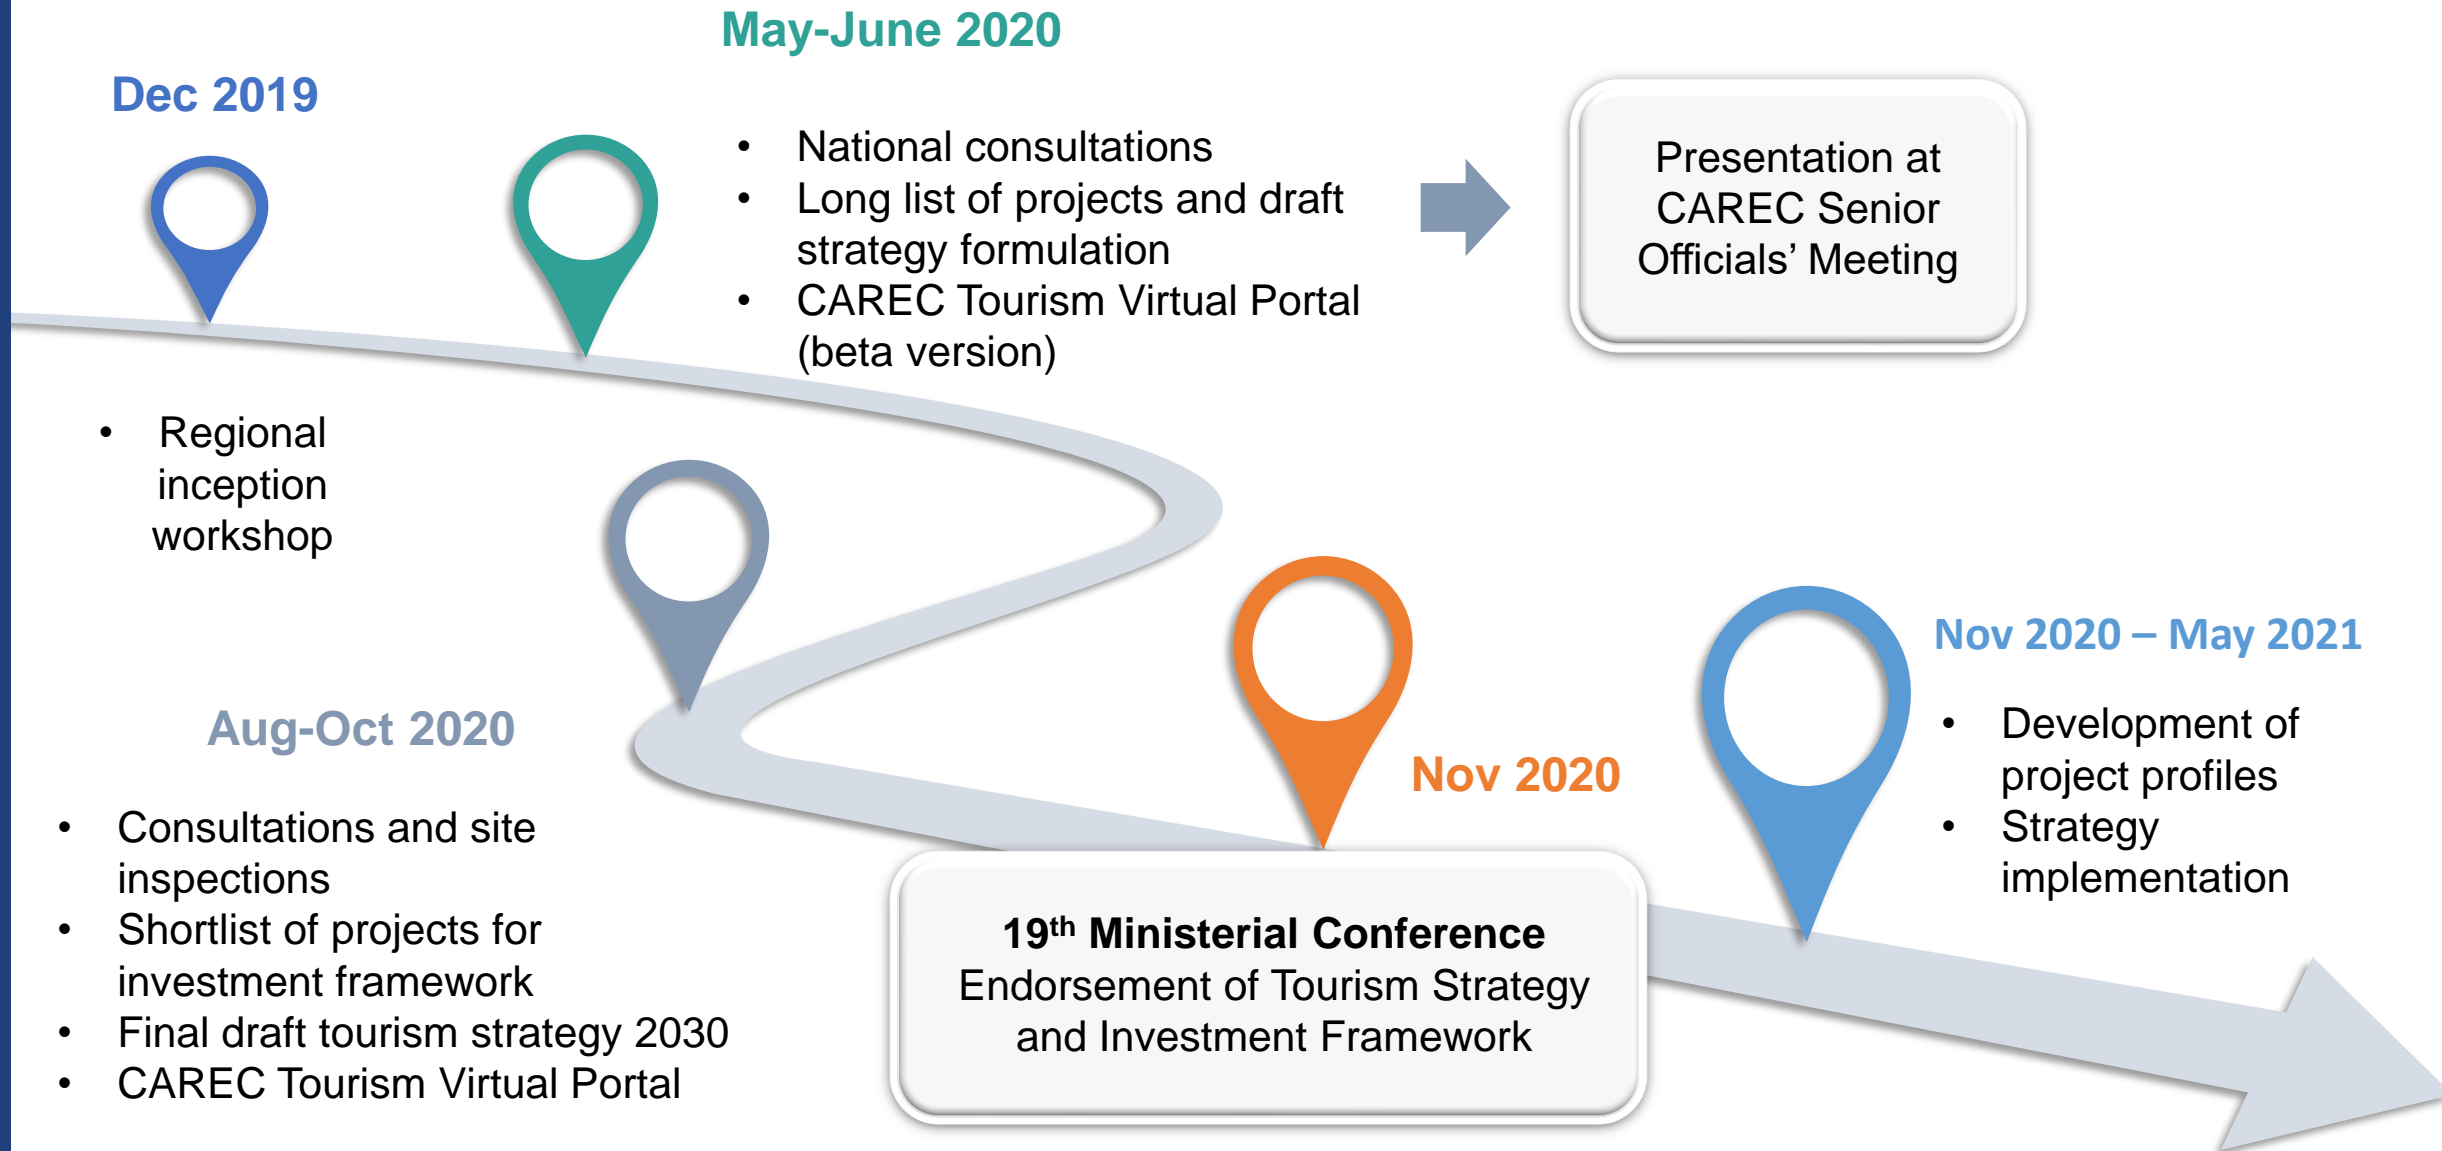 Dec 2019
• Regional
inception
workshop
May-June 2020
• National consultations
• Long list of projects and draft
strategy formulation
• CAREC Tourism Virtual Portal
(beta version)
Presentation at
CAREC Senior
Officials’ Meeting
Aug-Oct 2020
• Consultations and site
inspections
• Shortlist of projects for
investment framework
• Final draft tourism strategy 2030
• CAREC Tourism Virtual Portal
Nov 2020
19th Ministerial Conference
Endorsement of Tourism Strategy
and Investment Framework
Nov 2020 – May 2021
• Development of
project profiles
• Strategy
implementation